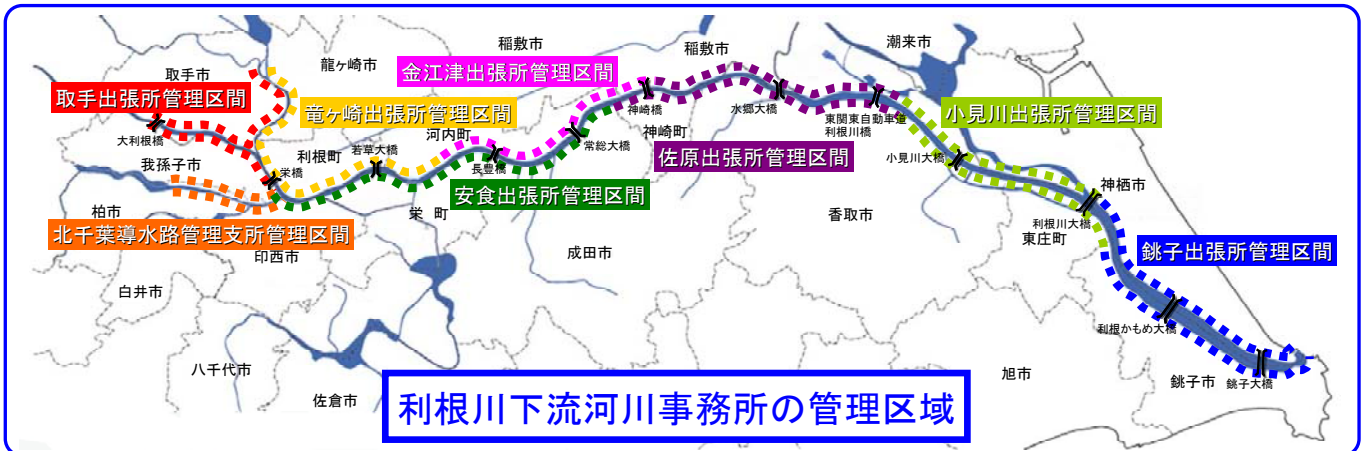 稲敷市
稲敷市
潮来市
龍ヶ崎市
取手市
金江津出張所管理区間
取手出張所管理区間
竜ヶ崎出張所管理区間
小見川出張所管理区間
神崎橋
水郷大橋
東関東自動車道
利根川橋
大利根橋
河内町
神崎町
利根町
若草大橋
常総大橋
佐原出張所管理区間
小見川大橋
我孫子市
栄橋
長豊橋
安食出張所管理区間
神栖市
柏市
栄町
香取市
利根川大橋
北千葉導水路管理支所管理区間
東庄町
印西市
成田市
銚子出張所管理区間
白井市
利根かもめ大橋
八千代市
旭市
銚子市
銚子大橋
佐倉市
利根川下流河川事務所の管理区域